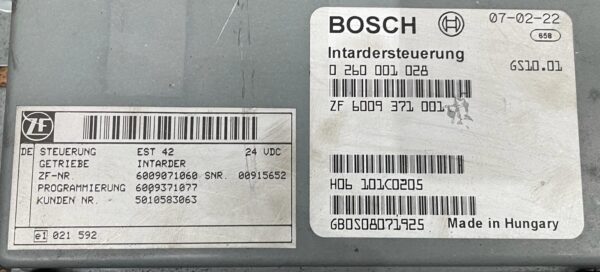 ZF
DE STEUERUNG EST 42 24 VDC
GETRIEBE INTARDER
ZF-NR. 6009071060 SNR. 00915652
PROGRAMMIERUNG 6009371077
KUNDEN NR. 5010583063
e1 021 592
BOSCH 07-02-22
658
Intardersteuerung
0 260 001 028 GS10.01
ZF 6009 371 001
H06 101C0205
GB0S08071925 Made in Hungary